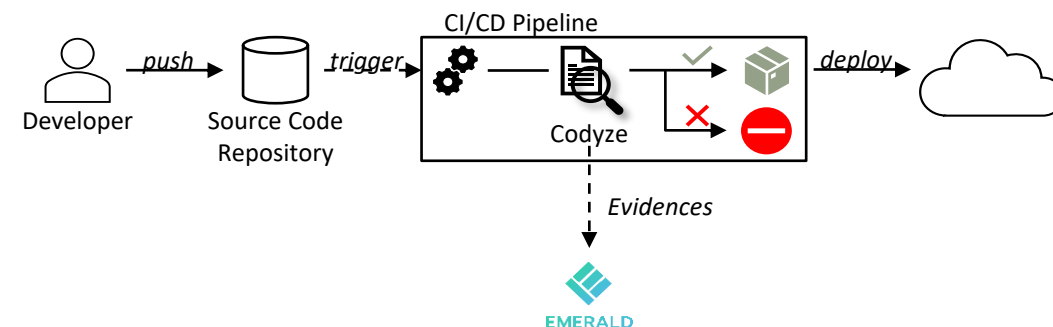 CI/CD Pipeline
push
trigger
deploy
Developer
Source Code
Repository
Codyze
Evidences
EMERALD